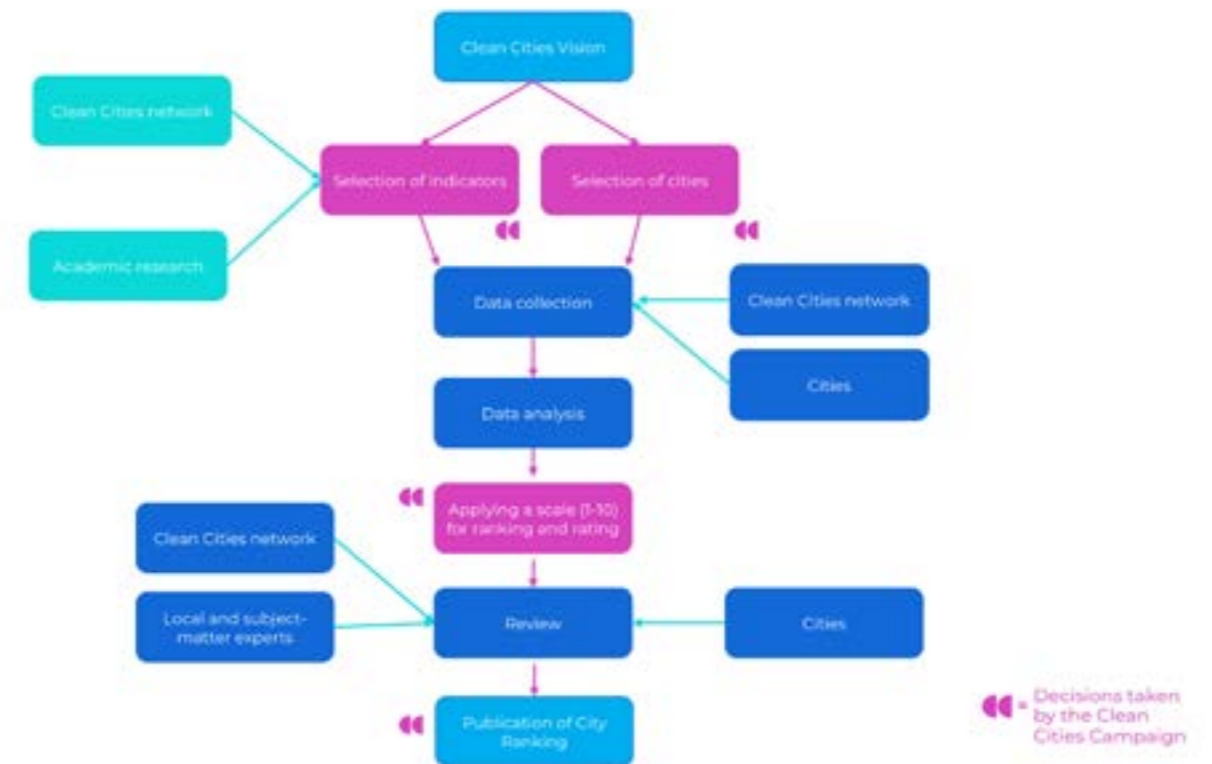 Clean Cities Vision
Clean Cities network
Selection of indicators
Selection of cities
Academic research
Data collection
Clean Cities network
Cities
Data analysis
Applying a scale (1-10)
for ranking and rating
Clean Cities network
Local and subject-
matter experts
Review
Cities
Publication of City
Ranking
= Decisions taken
by the Clean
Cities Campaign